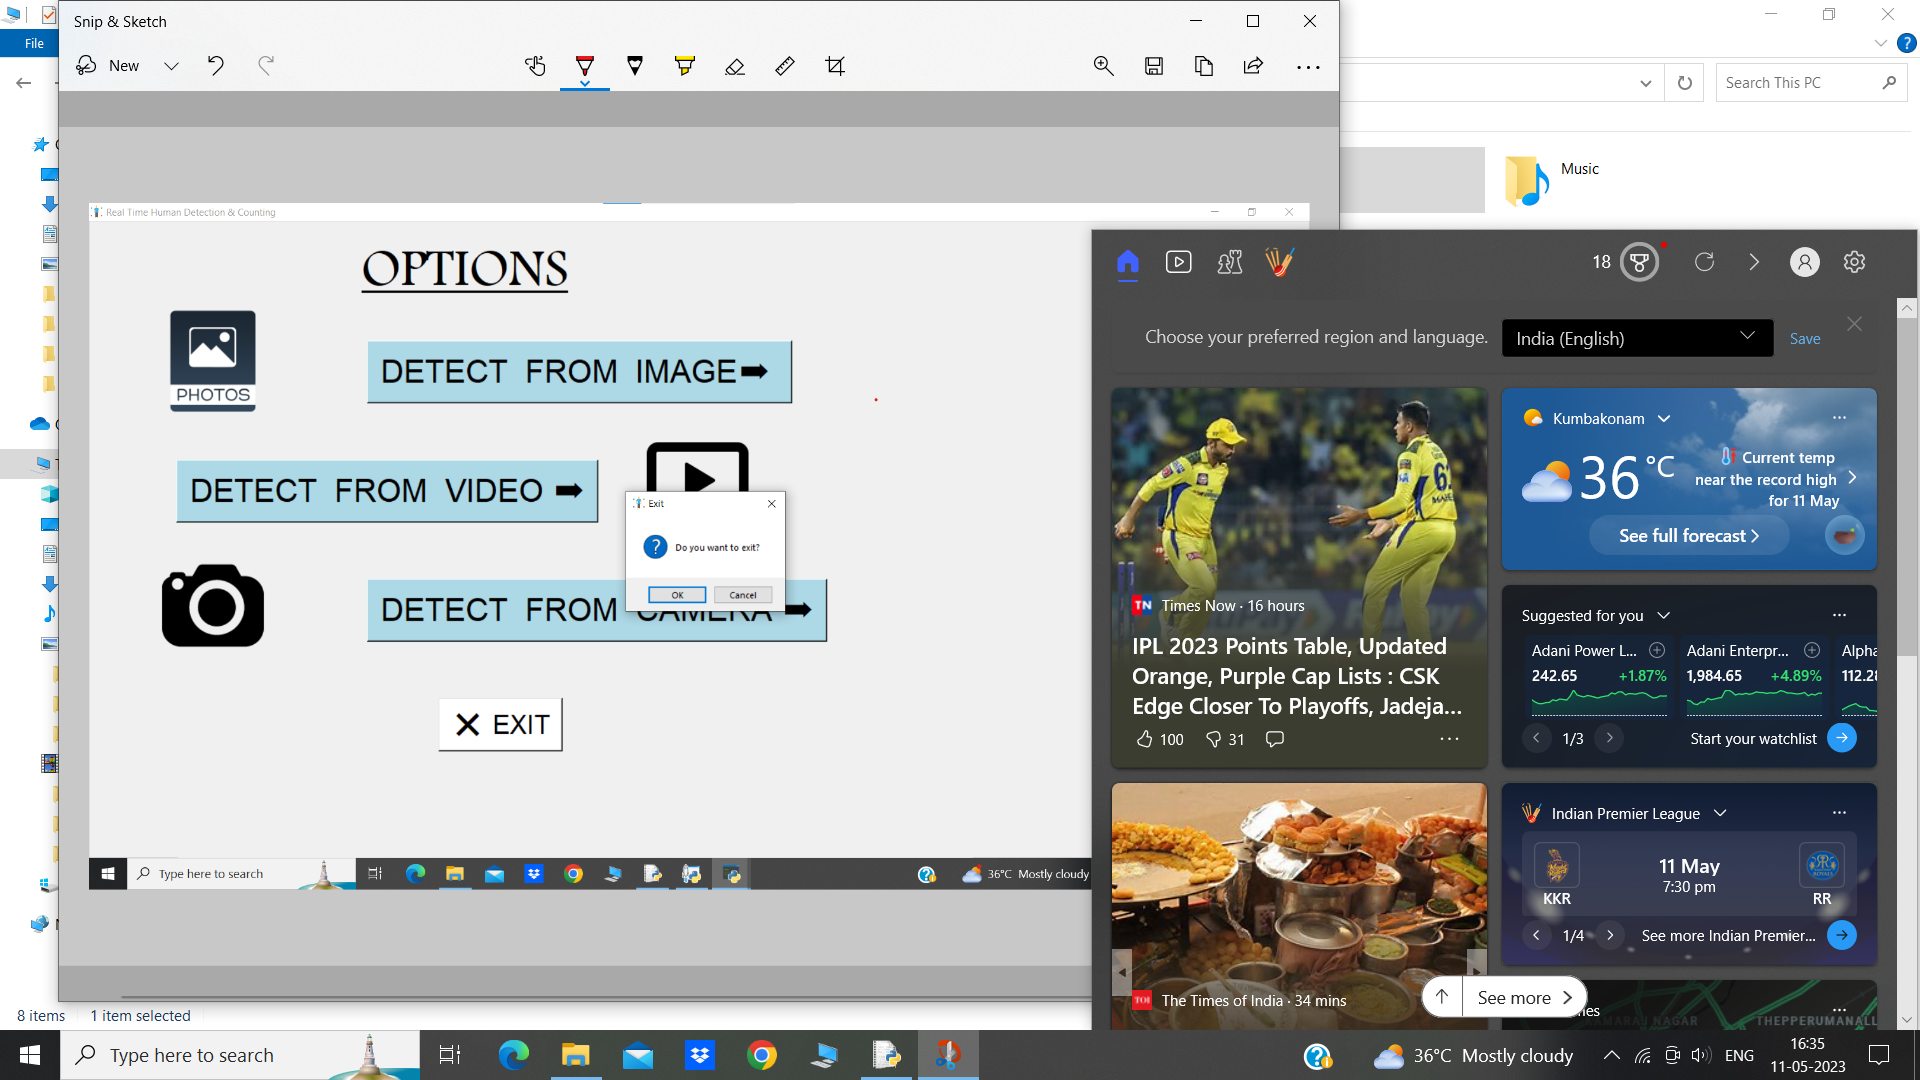 Snip & Sketch
File
New
Search This PC
Music
Real Time Human Detection & Counting
OPTIONS
PHOTOS
DETECT FROM IMAGE
DETECT FROM VIDEO
Exit
Do you want to exit?
OK
Cancel
DETECT FROM CAMERA
EXIT
Type here to search
36°C Mostly cloudy
18
Choose your preferred region and language.
India (English)
Save
Times Now · 16 hours
IPL 2023 Points Table, Updated
Orange, Purple Cap Lists : CSK
Edge Closer To Playoffs, Jadeja...
100
31
Kumbakonam
36 °C
Current temp
near the record high
for 11 May
See full forecast
Suggested for you
Adani Power L...
242.65 +1.87%
Adani Enterpr...
1,984.65 +4.89%
Alpha
112.28
1/3
Start your watchlist
Indian Premier League
KKR
11 May
7:30 pm
RR
1/4
See more Indian Premier...
TOI
The Times of India · 34 mins
See more
THEPPERUMANALL
8 items
1 item selected
Type here to search
36°C Mostly cloudy
ENG
16:35
11-05-2023